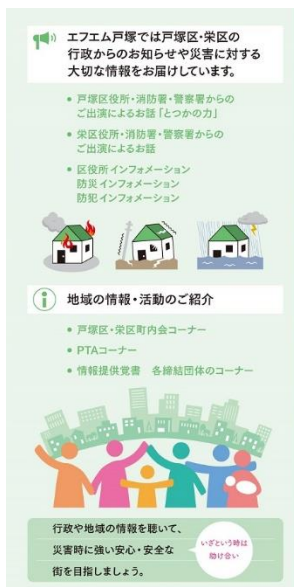 エフエム戸塚では戸塚区・栄区の
行政からのお知らせや災害に対する
大切な情報をお届けしています。
● 戸塚区役所・消防署・警察署からの
ご出演によるお話「とつかの力」
● 栄区役所・消防署・警察署からの
ご出演によるお話
● 区役所インフォメーション
防災インフォメーション
防犯インフォメーション
地域の情報・活動のご紹介
● 戸塚区・栄区町内会コーナー
● PTAコーナー
● 情報提供覚書　各締結団体のコーナー
行政や地域の情報を聴いて、
災害時に強い安心・安全な
街を目指しましょう。
いざという時は
助け合い